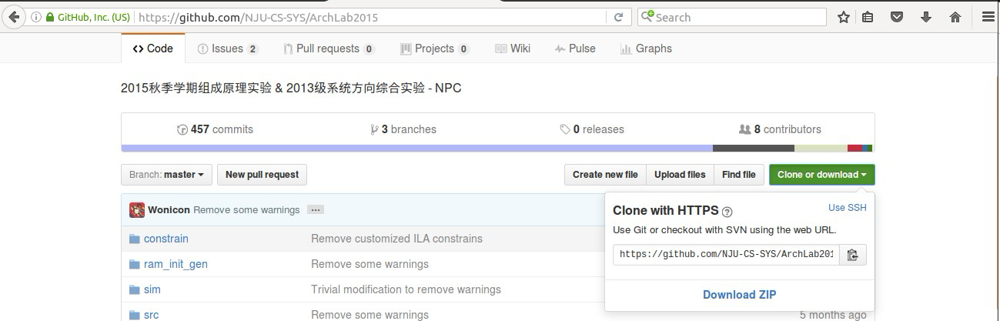 GitHub, Inc. (US) https://github.com/NJU-CS-SYS/ArchLab2015 Search
Code Issues 2 Pull requests 0 Projects 0 Wiki Pulse Graphs
2015秋季学期组成原理实验 & 2013级系统方向综合实验 - NPC
457 commits 3 branches 0 releases 8 contributors
Branch: master New pull request Create new file Upload files Find file Clone or download
Wonicon Remove some warnings ...
constrain Remove customized ILA constrains
ram_init_gen Remove some warnings
sim Trivial modification to remove warnings
src Remove some warnings 5 months ago
Clone with HTTPS ? Use SSH
Use Git or checkout with SVN using the web URL.
https://github.com/NJU-CS-SYS/ArchLab201
Download ZIP